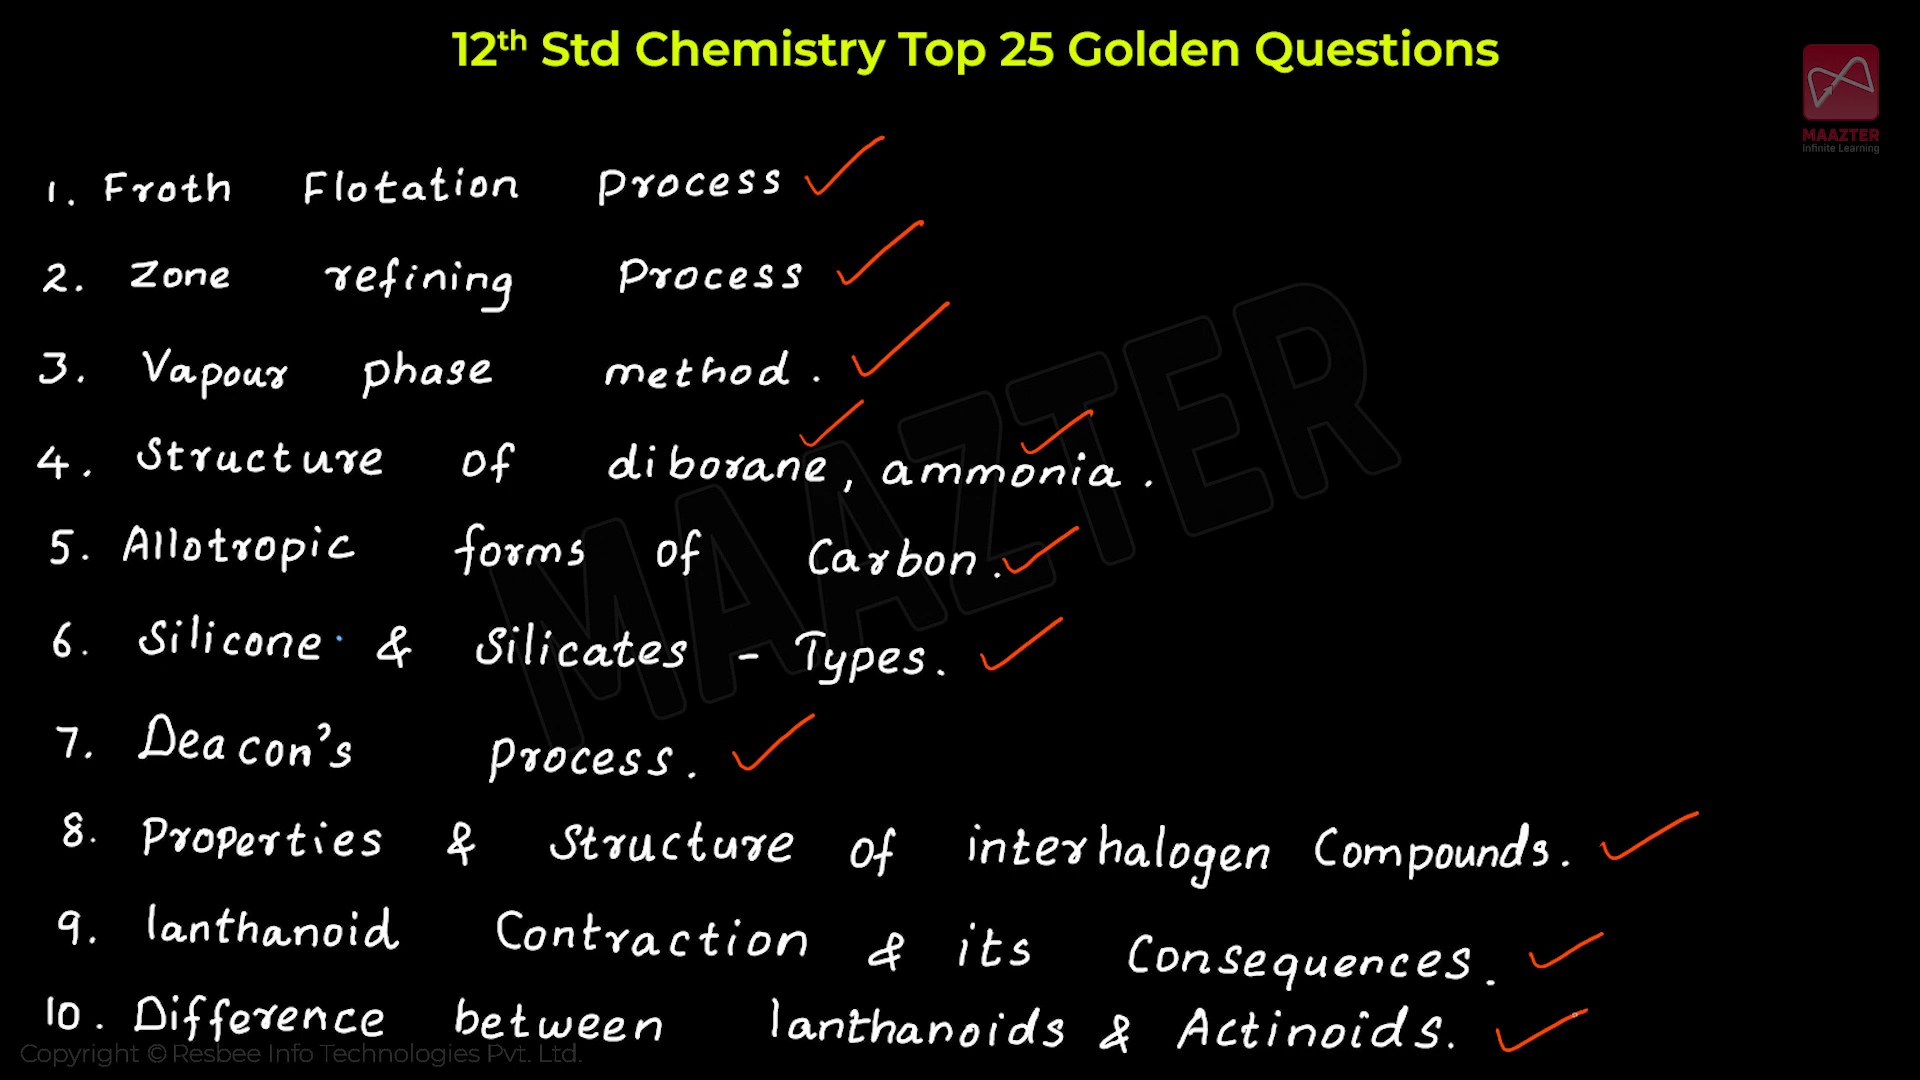 12th Std Chemistry Top 25 Golden Questions
MAAZTER
Infinite Learning
1. Froth Flotation Process
2. Zone refining Process
3. Vapour phase method.
4. Structure of diborane, ammonia.
5. Allotropic forms of Carbon.
6. Silicone & Silicates - Types.
7. Deacon's process.
8. Properties & Structure of interhalogen Compounds.
9. lanthanoid Contraction & its Consequences.
10. Difference between lanthanoids & Actinoids.
MAAZTER
Copyright © Resbee Info Technologies Pvt. Ltd.